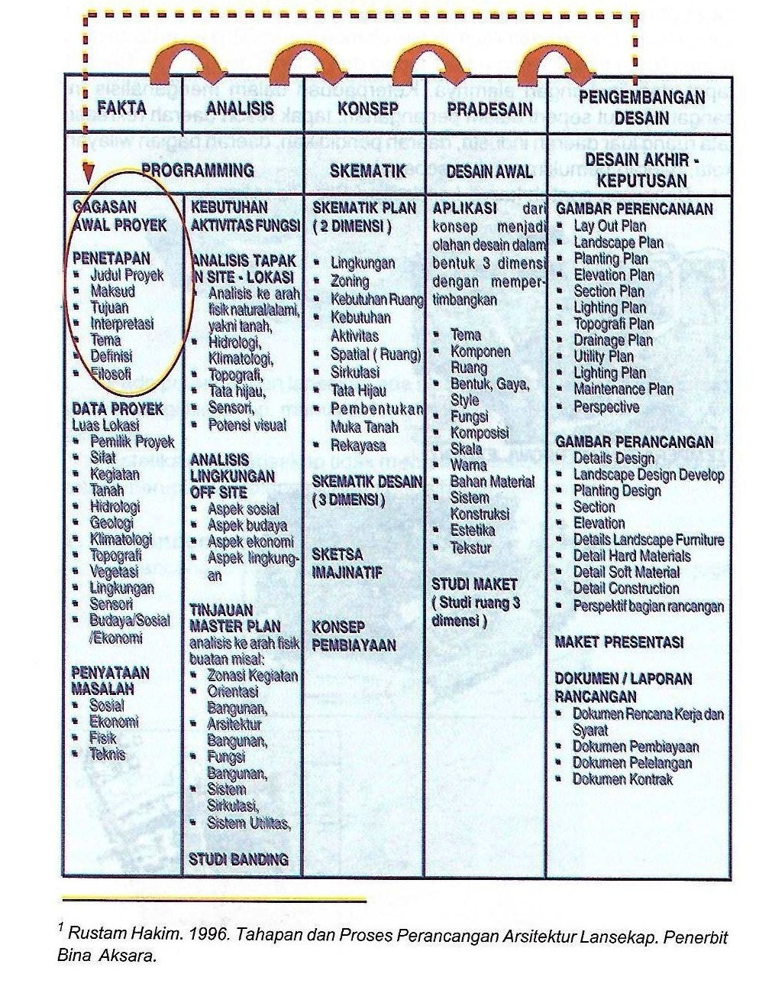 FAKTA
ANALISIS
KONSEP
PRADESAIN
PENGEMBANGAN
DESAIN
PROGRAMMING
SKEMATIK
DESAIN AWAL
DESAIN AKHIR -
KEPUTUSAN
GAGASAN
AWAL PROYEK
PENETAPAN
Judul Proyek
Maksud
Tujuan
Interpretasi
Tema
Definisi
Filosofi
DATA PROYEK
Luas Lokasi
Pemilik Proyek
Sifat
Kegiatan
Tanah
Hidrologi
Geologi
Klimatologi
Topografi
Vegetasi
Lingkungan
Sensori
Budaya/Sosial
/Ekonomi
PENYATAAN
MASALAH
Sosial
Ekonomi
Fisik
Teknis
KEBUTUHAN
AKTIVITAS FUNGSI
ANALISIS TAPAK
IN SITE - LOKASI
Analisis ke arah
fisik natural/alami,
yakni tanah,
Hidrologi,
Klimatologi,
Topografi,
Tata hijau,
Sensori,
Potensi visual
ANALISIS
LINGKUNGAN
OFF SITE
Aspek sosial
Aspek budaya
Aspek ekonomi
Aspek lingkung-
an
TINJAUAN
MASTER PLAN
analisis ke arah fisik
buatan misal:
Zonasi Kegiatan
Orientasi
Bangunan,
Arsitektur
Bangunan,
Fungsi
Bangunan,
Sistem
Sirkulasi,
Sistem Utilitas,
STUDI BANDING
SKEMATIK PLAN
( 2 DIMENSI )
Lingkungan
Zoning
Kebutuhan Ruang
Kebutuhan
Aktivitas
Spatial ( Ruang)
Sirkulasi
Tata Hijau
Pembentukan
Muka Tanah
Rekayasa
SKEMATIK DESAIN
( 3 DIMENSI )
SKETSA
IMAJINATIF
KONSEP
PEMBIAYAAN
APLIKASI dari
konsep menjadi
olahan desain dalam
bentuk 3 dimensi
dengan memper-
timbangkan
Tema
Komponen
Ruang
Bentuk, Gaya,
Style
Fungsi
Komposisi
Skala
Warna
Bahan Material
Sistem
Konstruksi
Estetika
Tekstur
STUDI MAKET
( Studi ruang 3
dimensi )
GAMBAR PERENCANAAN
Lay Out Plan
Landscape Plan
Planting Plan
Elevation Plan
Section Plan
Lighting Plan
Topografi Plan
Drainage Plan
Utility Plan
Lighting Plan
Maintenance Plan
Perspective
GAMBAR PERANCANGAN
Details Design
Landscape Design Develop
Planting Design
Section
Elevation
Details Landscape Furniture
Detail Hard Materials
Detail Soft Material
Detail Construction
Perspektif bagian rancangan
MAKET PRESENTASI
DOKUMEN / LAPORAN
RANCANGAN
Dokumen Rencana Kerja dan
Syarat
Dokumen Pembiayaan
Dokumen Pelelangan
Dokumen Kontrak
1 Rustam Hakim. 1996. Tahapan dan Proses Perancangan Arsitektur Lansekap. Penerbit
Bina Aksara.